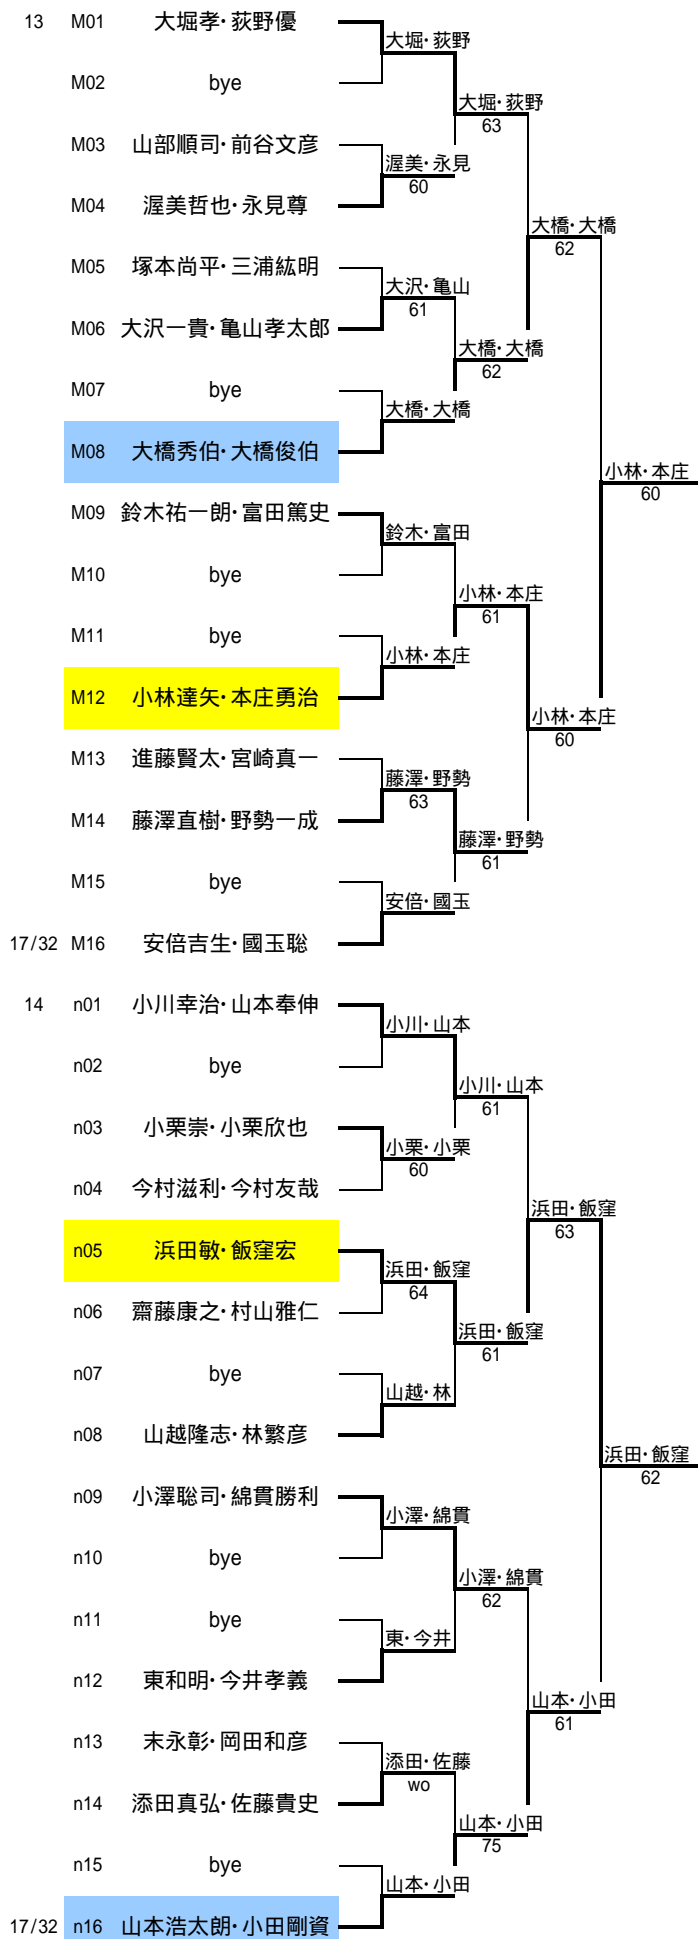 13 M01 大堀孝・荻野優
大堀・荻野
M02 bye
大堀・荻野
63
M03 山部順司・前谷文彦
渥美・永見
60
M04 渥美哲也・永見尊
大橋・大橋
62
M05 塚本尚平・三浦紘明
大沢・亀山
61
M06 大沢一貴・亀山孝太郎
大橋・大橋
62
M07 bye
大橋・大橋
M08 大橋秀伯・大橋俊伯
小林・本庄
60
M09 鈴木祐一朗・富田篤史
鈴木・富田
M10 bye
小林・本庄
61
M11 bye
小林・本庄
M12 小林達矢・本庄勇治
小林・本庄
60
M13 進藤賢太・宮崎真一
藤澤・野勢
63
M14 藤澤直樹・野勢一成
藤澤・野勢
61
M15 bye
安倍・國玉
17/32 M16 安倍吉生・國玉聡
14 n01 小川幸治・山本奉伸
小川・山本
n02 bye
小川・山本
61
n03 小栗崇・小栗欣也
小栗・小栗
60
n04 今村滋利・今村友哉
浜田・飯窪
63
n05 浜田敏・飯窪宏
浜田・飯窪
64
n06 齋藤康之・村山雅仁
浜田・飯窪
61
n07 bye
山越・林
n08 山越隆志・林繁彦
浜田・飯窪
62
n09 小澤聡司・綿貫勝利
小澤・綿貫
n10 bye
小澤・綿貫
62
n11 bye
東・今井
n12 東和明・今井孝義
山本・小田
61
n13 末永彰・岡田和彦
添田・佐藤
wo
n14 添田真弘・佐藤貴史
山本・小田
75
n15 bye
山本・小田
17/32 n16 山本浩太朗・小田剛資